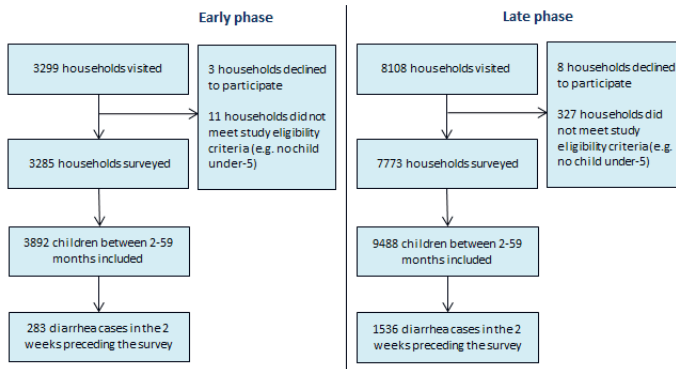 Early phase
3299 households visited
3 households declined
to participate
11 households did not
meet study eligibility
criteria (e.g. no child
under-5)
3285 households surveyed
3892 children between 2-59
months included
283 diarrhea cases in the 2
weeks preceding the survey
Late phase
8108 households visited
8 households declined to
participate
327 households did
not meet study
eligibility criteria (e.g.
no child under-5)
7773 households surveyed
9488 children between 2-59
months included
1536 diarrhea cases in the 2
weeks preceding the survey